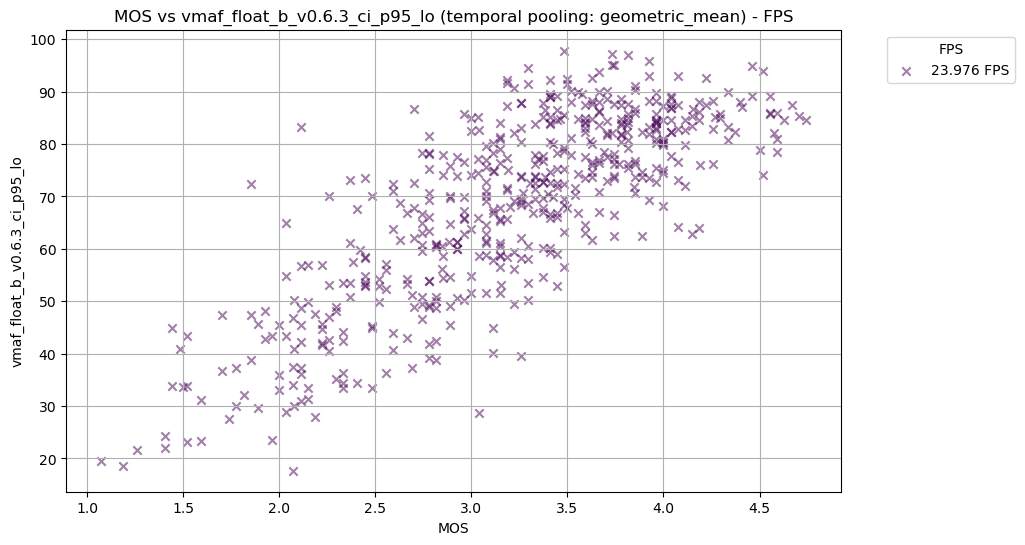 MOS vs vmaf_float_b_v0.6.3_ci_p95_lo (temporal pooling: geometric_mean) - FPS
FPS
23.976 FPS
vmaf_float_b_v0.6.3_ci_p95_lo
100
90
80
70
60
50
40
30
20
1.0 1.5 2.0 2.5 3.0 3.5 4.0 4.5
MOS